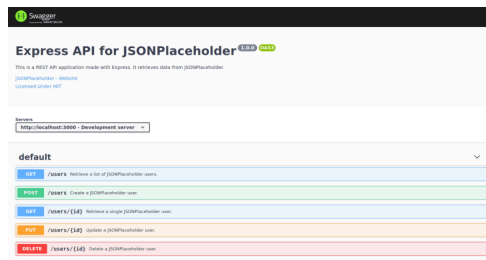 Swagger
Express API for JSONPlaceholder 1.0.0 OAS3
This is a REST API application made with Express. It retrieves data from JSONPlaceholder.
JSONPlaceholder - Website
Licensed Under MIT
Servers
http://localhost:3000 - Development server
default
GET /users Retrieve a list of JSONPlaceholder users.
POST /users Create a JSONPlaceholder user.
GET /users/{id} Retrieve a single JSONPlaceholder user.
PUT /users/{id} Update a JSONPlaceholder user.
DELETE /users/{id} Delete a JSONPlaceholder user.